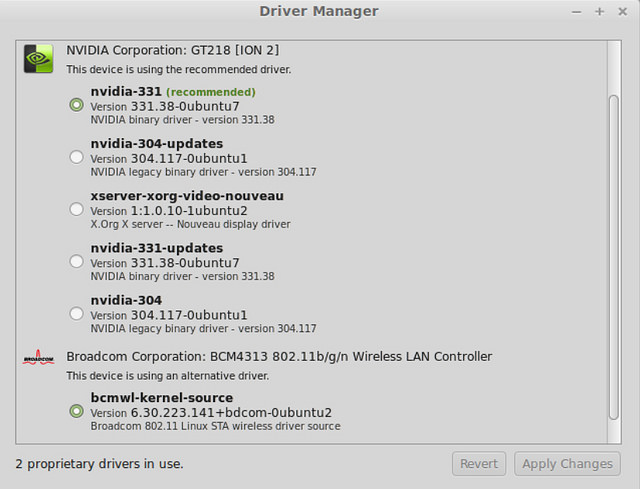 Driver Manager
NVIDIA Corporation: GT218 [ION 2]
This device is using the recommended driver.
nvidia-331 (recommended)
Version 331.38-0ubuntu7
NVIDIA binary driver - version 331.38
nvidia-304-updates
Version 304.117-0ubuntu1
NVIDIA legacy binary driver - version 304.117
xserver-xorg-video-nouveau
Version 1:1.0.10-1ubuntu2
X.Org X server -- Nouveau display driver
nvidia-331-updates
Version 331.38-0ubuntu7
NVIDIA binary driver - version 331.38
nvidia-304
Version 304.117-0ubuntu1
NVIDIA legacy binary driver - version 304.117
BROADCOM
Broadcom Corporation: BCM4313 802.11b/g/n Wireless LAN Controller
This device is using an alternative driver.
bcmwl-kernel-source
Version 6.30.223.141+bdcom-0ubuntu2
Broadcom 802.11 Linux STA wireless driver source
2 proprietary drivers in use.
Revert
Apply Changes